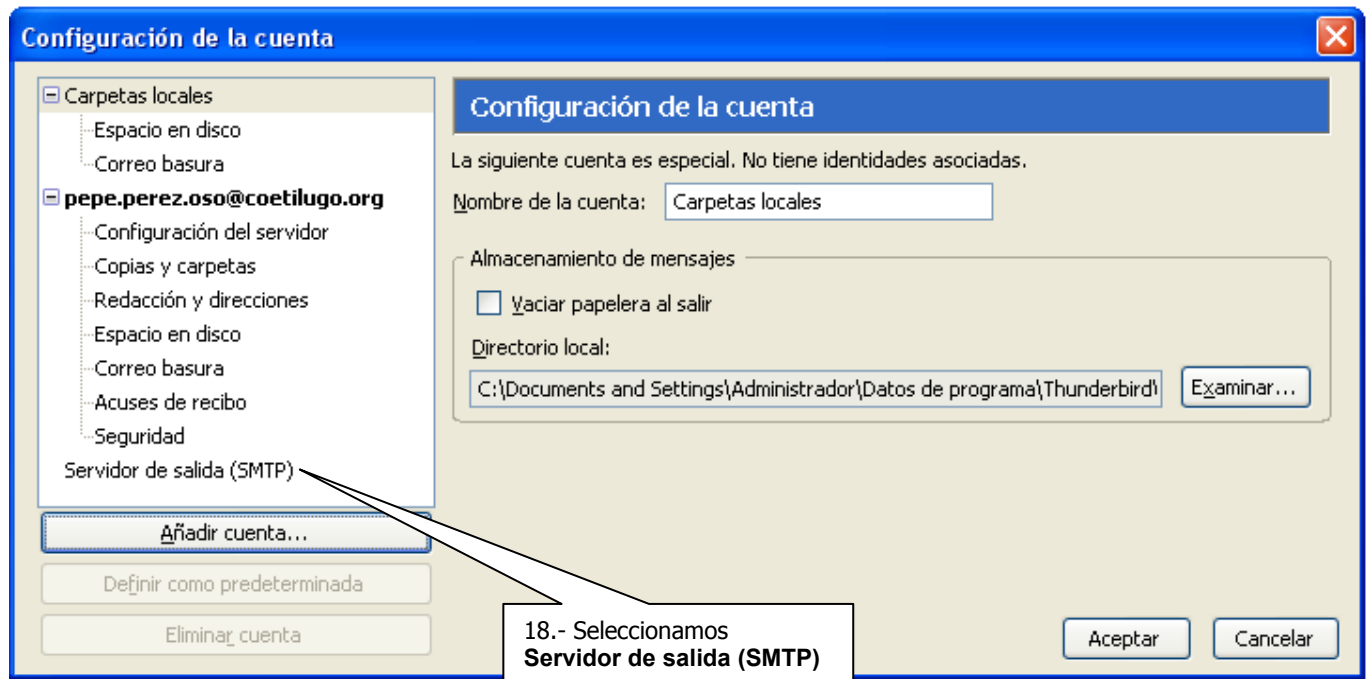 Configuración de la cuenta
Carpetas locales
Espacio en disco
Correo basura
pepe.perez.oso@coetilugo.org
Configuración del servidor
Copias y carpetas
Redacción y direcciones
Espacio en disco
Correo basura
Acuses de recibo
Seguridad
Servidor de salida (SMTP)
Añadir cuenta...
Definir como predeterminada
Eliminar cuenta
Configuración de la cuenta
La siguiente cuenta es especial. No tiene identidades asociadas.
Nombre de la cuenta: Carpetas locales
Almacenamiento de mensajes
Vaciar papelera al salir
Directorio local:
C:\Documents and Settings\Administrador\Datos de programa\Thunderbird\ Examinar...
18.- Seleccionamos
Servidor de salida (SMTP)
Aceptar Cancelar